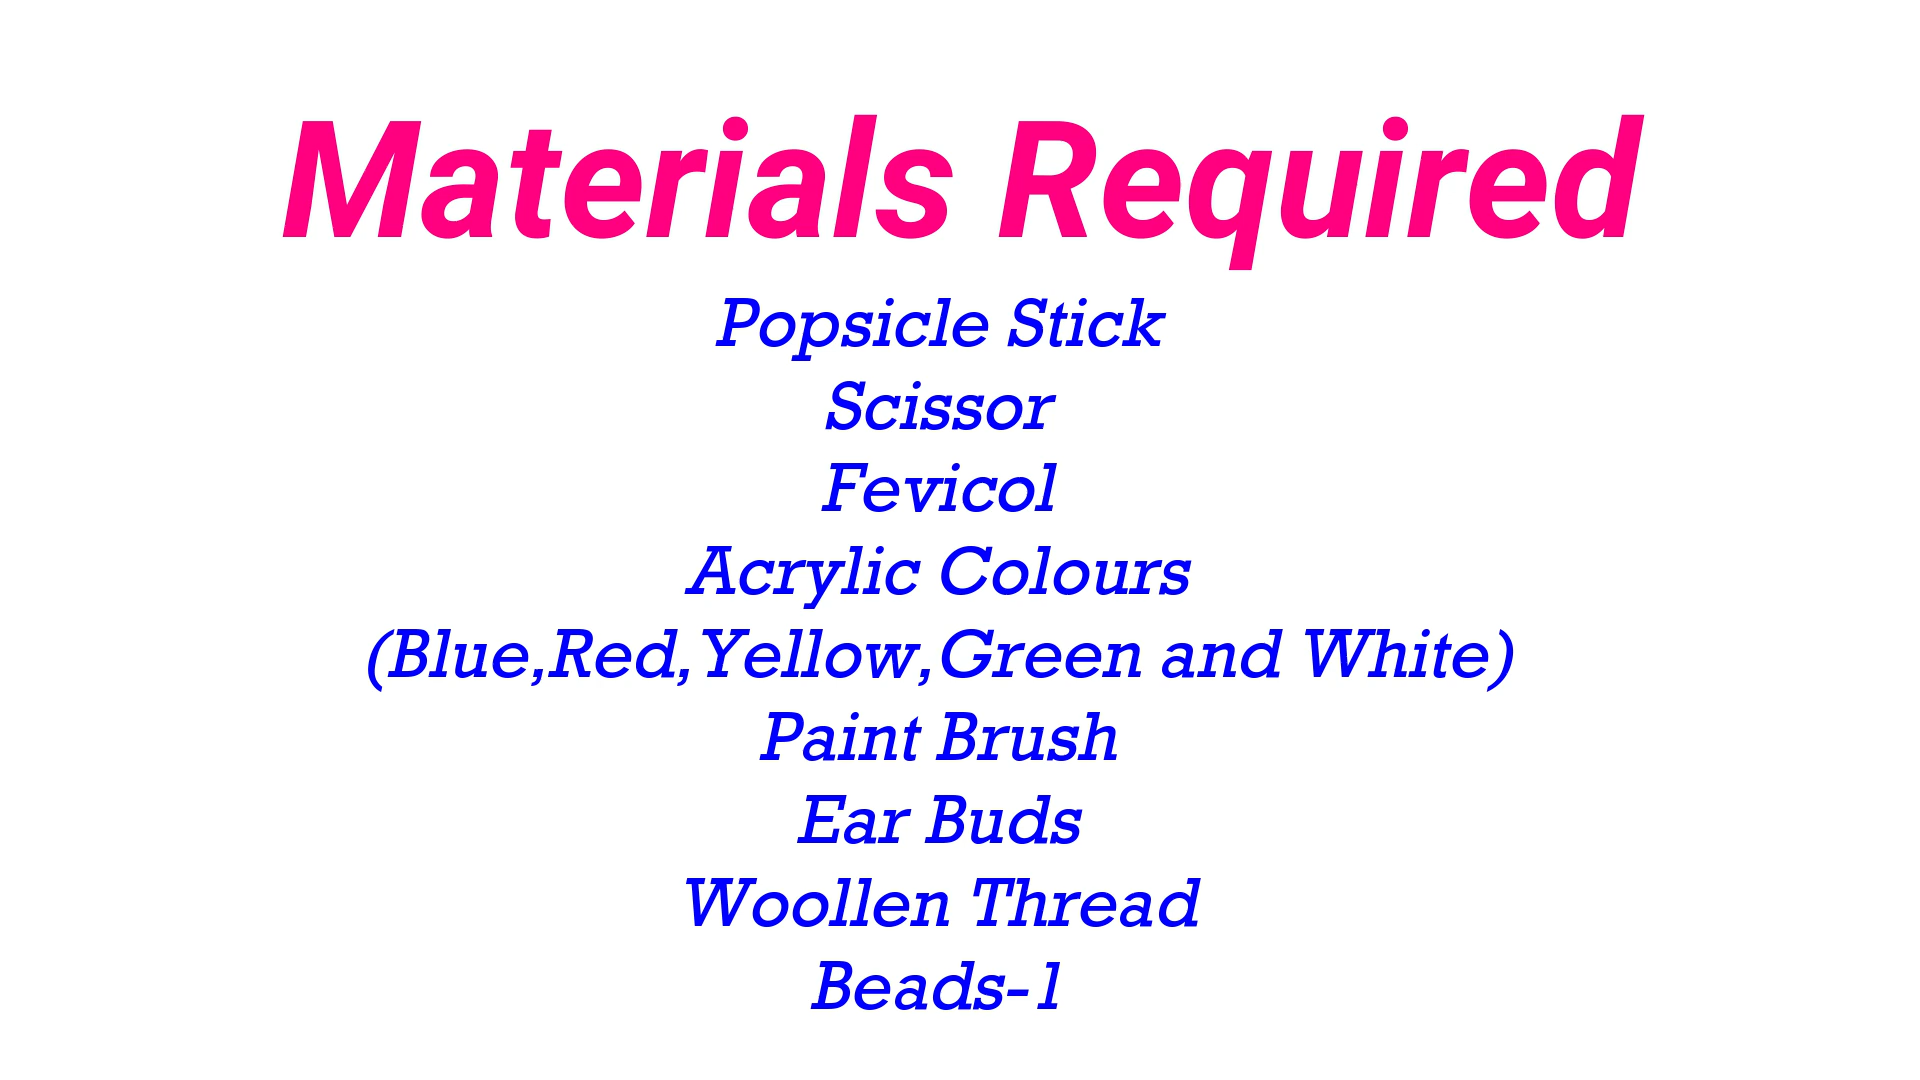 Materials Required
Popsicle Stick
Scissor
Fevicol
Acrylic Colours
(Blue,Red,Yellow,Green and White)
Paint Brush
Ear Buds
Woollen Thread
Beads-1